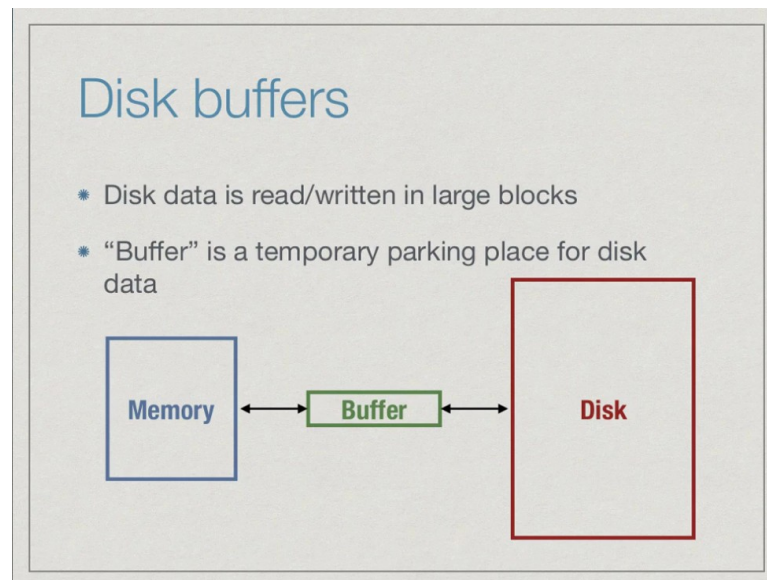 Disk buffers
Disk data is read/written in large blocks
“Buffer” is a temporary parking place for disk
data
Memory
Buffer
Disk